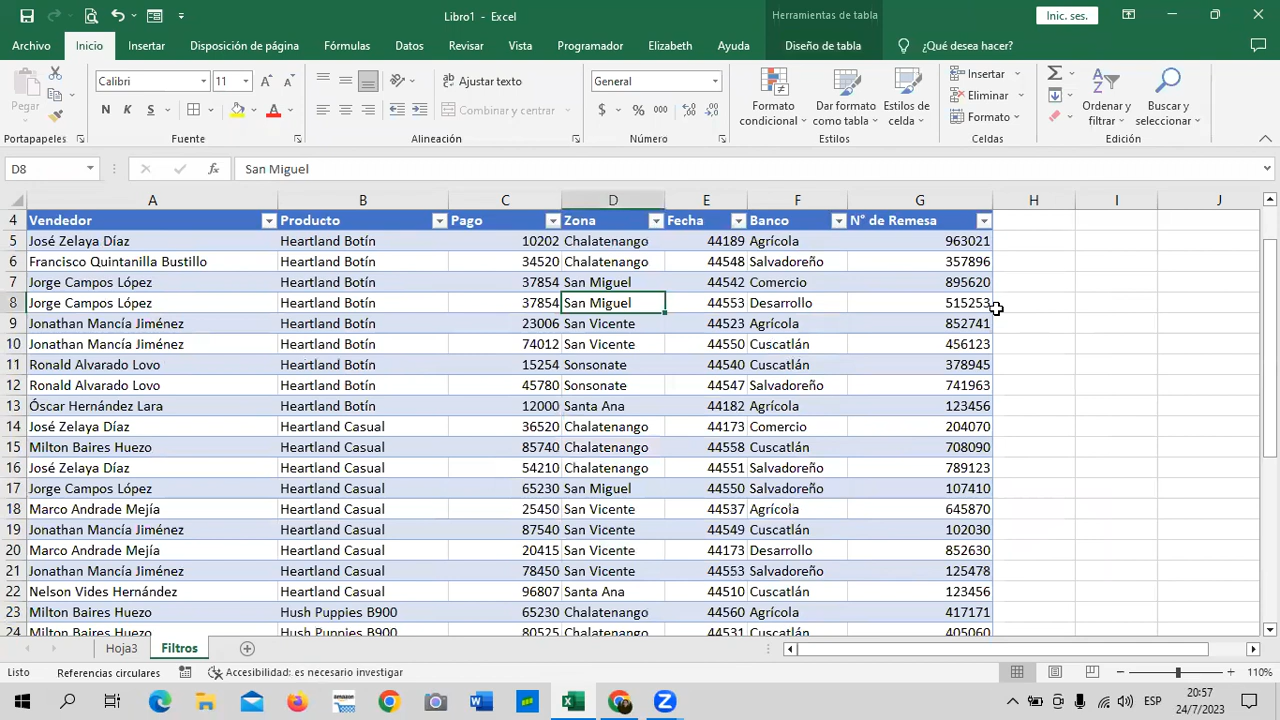 Libro1 - Excel
Herramientas de tabla
Inic. ses.
Archivo Inicio Insertar Disposición de página Fórmulas Datos Revisar Vista Programador Elizabeth Ayuda Diseño de tabla ¿Qué desea hacer?
Pegar
Calibri 11
Ajustar texto
General
Formato condicional
Dar formato como tabla
Estilos de celda
Insertar
Eliminar
Formato
Ordenar y filtrar
Buscar y seleccionar
N K S
Combinar y centrar
$ % 000
Portapapeles Fuente Alineación Número Estilos Celdas Edición
D8 fx San Miguel
A B C D E F G H I J
4 Vendedor Producto Pago Zona Fecha Banco N° de Remesa
5 José Zelaya Díaz Heartland Botín 10202 Chalatenango 44189 Agrícola 963021
6 Francisco Quintanilla Bustillo Heartland Botín 34520 Chalatenango 44548 Salvadoreño 357896
7 Jorge Campos López Heartland Botín 37854 San Miguel 44542 Comercio 895620
8 Jorge Campos López Heartland Botín 37854 San Miguel 44553 Desarrollo 515253
9 Jonathan Mancía Jiménez Heartland Botín 23006 San Vicente 44523 Agrícola 852741
10 Jonathan Mancía Jiménez Heartland Botín 74012 San Vicente 44550 Cuscatlán 456123
11 Ronald Alvarado Lovo Heartland Botín 15254 Sonsonate 44540 Cuscatlán 378945
12 Ronald Alvarado Lovo Heartland Botín 45780 Sonsonate 44547 Salvadoreño 741963
13 Óscar Hernández Lara Heartland Botín 12000 Santa Ana 44182 Agrícola 123456
14 José Zelaya Díaz Heartland Casual 36520 Chalatenango 44173 Comercio 204070
15 Milton Baires Huezo Heartland Casual 85740 Chalatenango 44558 Cuscatlán 708090
16 José Zelaya Díaz Heartland Casual 54210 Chalatenango 44551 Salvadoreño 789123
17 Jorge Campos López Heartland Casual 65230 San Miguel 44550 Salvadoreño 107410
18 Marco Andrade Mejía Heartland Casual 25450 San Vicente 44537 Agrícola 645870
19 Jonathan Mancía Jiménez Heartland Casual 87540 San Vicente 44549 Cuscatlán 102030
20 Marco Andrade Mejía Heartland Casual 20415 San Vicente 44173 Desarrollo 852630
21 Jonathan Mancía Jiménez Heartland Casual 78450 San Vicente 44553 Salvadoreño 125478
22 Nelson Vides Hernández Heartland Casual 96807 Santa Ana 44510 Cuscatlán 123456
23 Milton Baires Huezo Hush Puppies B900 65230 Chalatenango 44560 Agrícola 417171
24 Milton Baires Huezo Hush Puppies B900 80525 Chalatenango 44531 Cuscatlán 405060
Hoja3 Filtros
Listo Referencias circulares Accesibilidad: es necesario investigar 110%
ESP
20:57
24/7/2023